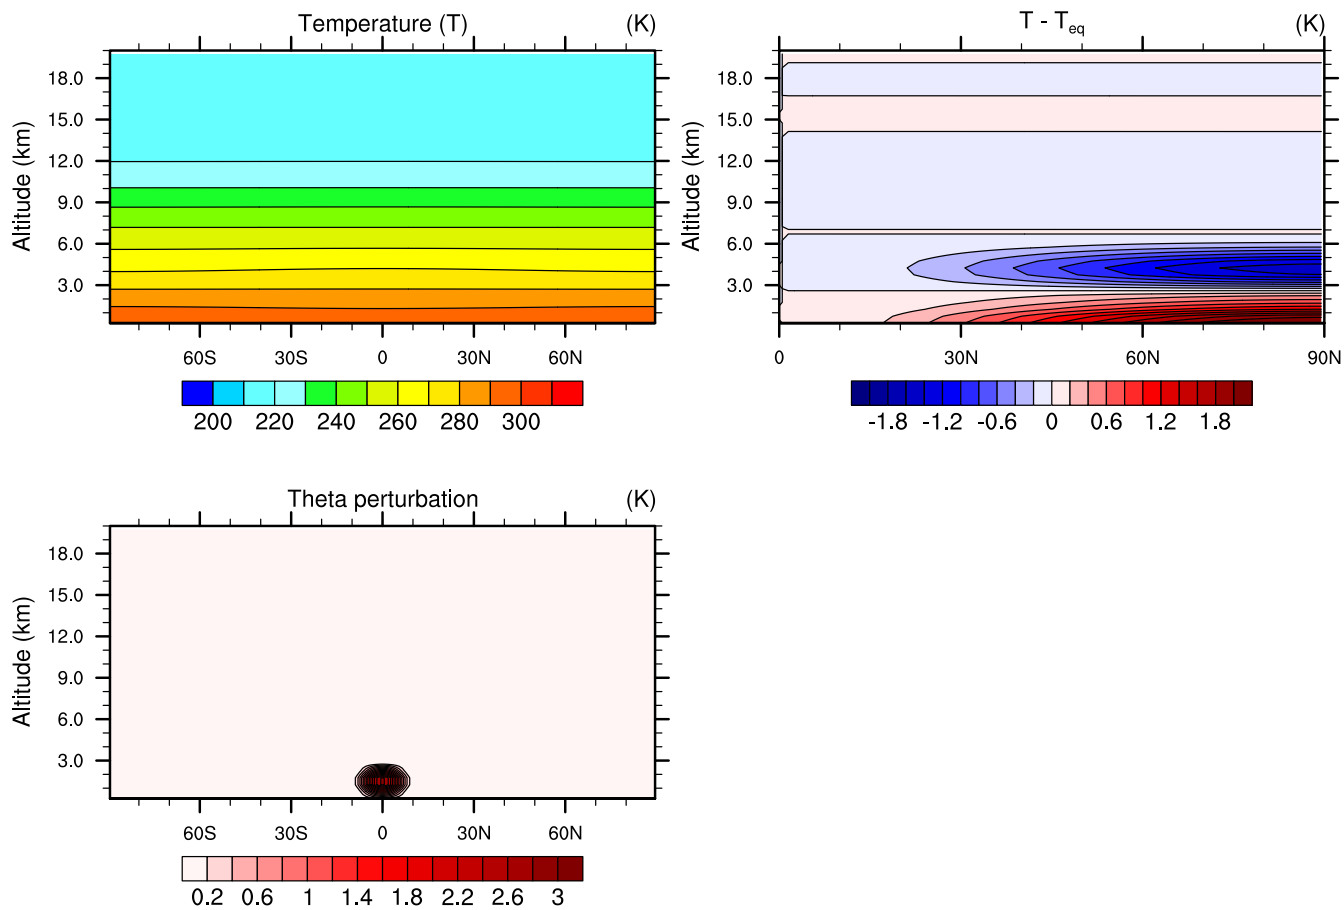 Temperature (T) (K)
Altitude (km)
18.0
15.0
12.0
9.0
6.0
3.0
60S 30S 0 30N 60N
200 220 240 260 280 300
T - Teq (K)
Altitude (km)
18.0
15.0
12.0
9.0
6.0
3.0
0 30N 60N 90N
-1.8 -1.2 -0.6 0 0.6 1.2 1.8
Theta perturbation (K)
Altitude (km)
18.0
15.0
12.0
9.0
6.0
3.0
60S 30S 0 30N 60N
0.2 0.6 1 1.4 1.8 2.2 2.6 3